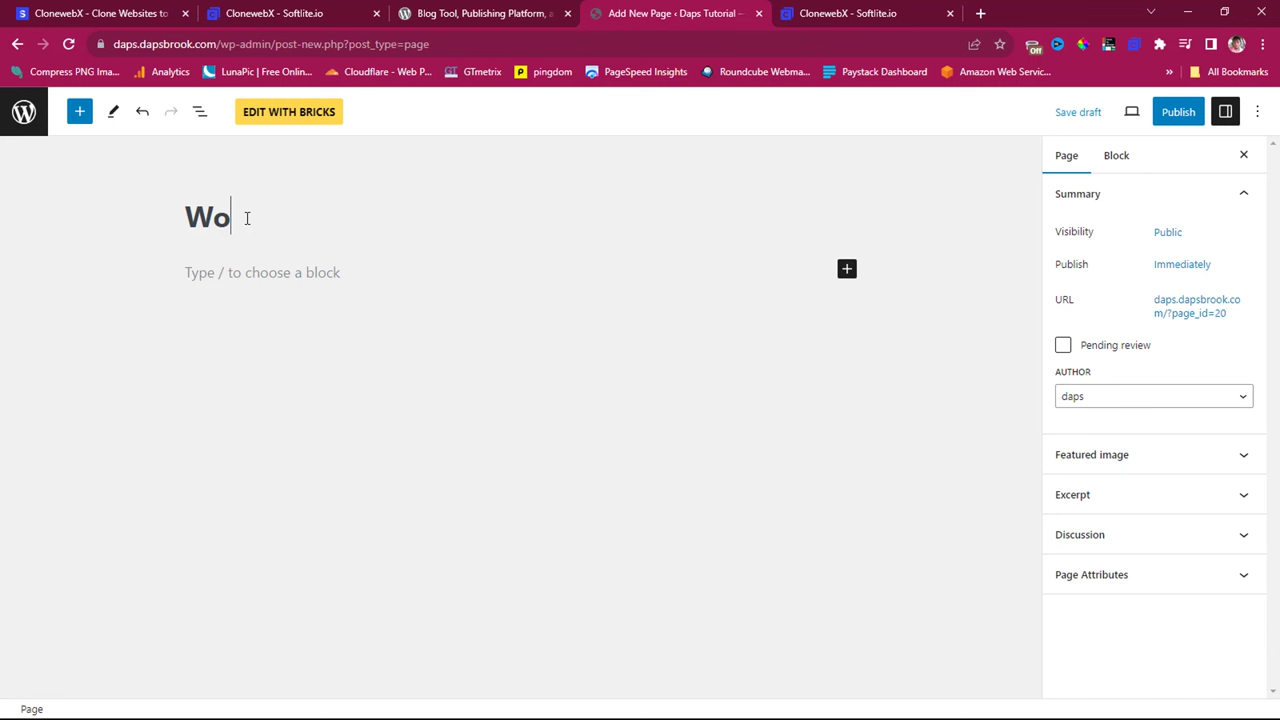 ClonewebX - Clone Websites to
ClonewebX - Softlite.io
Blog Tool, Publishing Platform, a
Add New Page ‹ Daps Tutorial —
ClonewebX - Softlite.io
daps.dapsbrook.com/wp-admin/post-new.php?post_type=page
Off
Compress PNG Ima...
Analytics
LunaPic | Free Onlin...
Cloudflare - Web P...
GTmetrix
pingdom
PageSpeed Insights
Roundcube Webma...
Paystack Dashboard
Amazon Web Servic...
»
All Bookmarks
EDIT WITH BRICKS
Save draft
Publish
Page
Block
Summary
Wo
Visibility
Public
Type / to choose a block
Publish
Immediately
URL
daps.dapsbrook.co
m/?page_id=20
Pending review
AUTHOR
daps
Featured image
Excerpt
Discussion
Page Attributes
Page